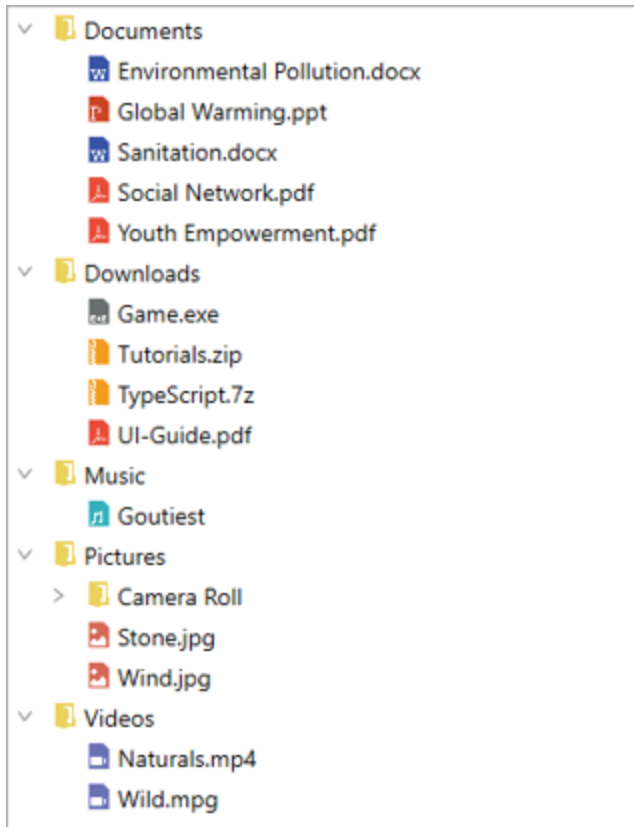 Documents
Environmental Pollution.docx
Global Warming.ppt
Sanitation.docx
Social Network.pdf
Youth Empowerment.pdf
Downloads
Game.exe
Tutorials.zip
TypeScript.7z
UI-Guide.pdf
Music
Goutiest
Pictures
Camera Roll
Stone.jpg
Wind.jpg
Videos
Naturals.mp4
Wild.mpg